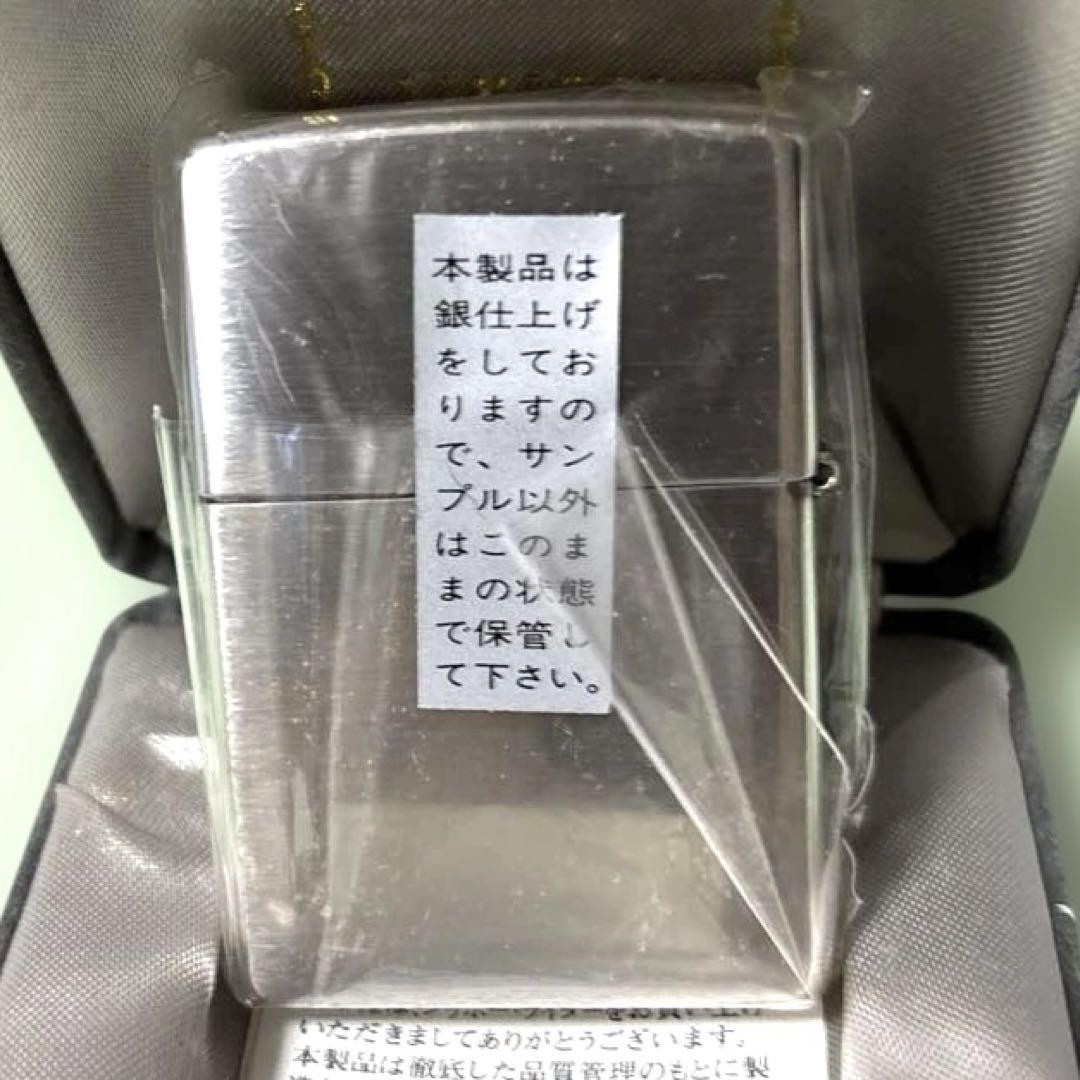 本製品は
銀仕上げ
をしてお
りますの
で、サン
プル以外
はこのま
まの状態
で保管し
て下さい。
いただきましてありがとうございます。
本製品は徹底した品質管理のもとに製